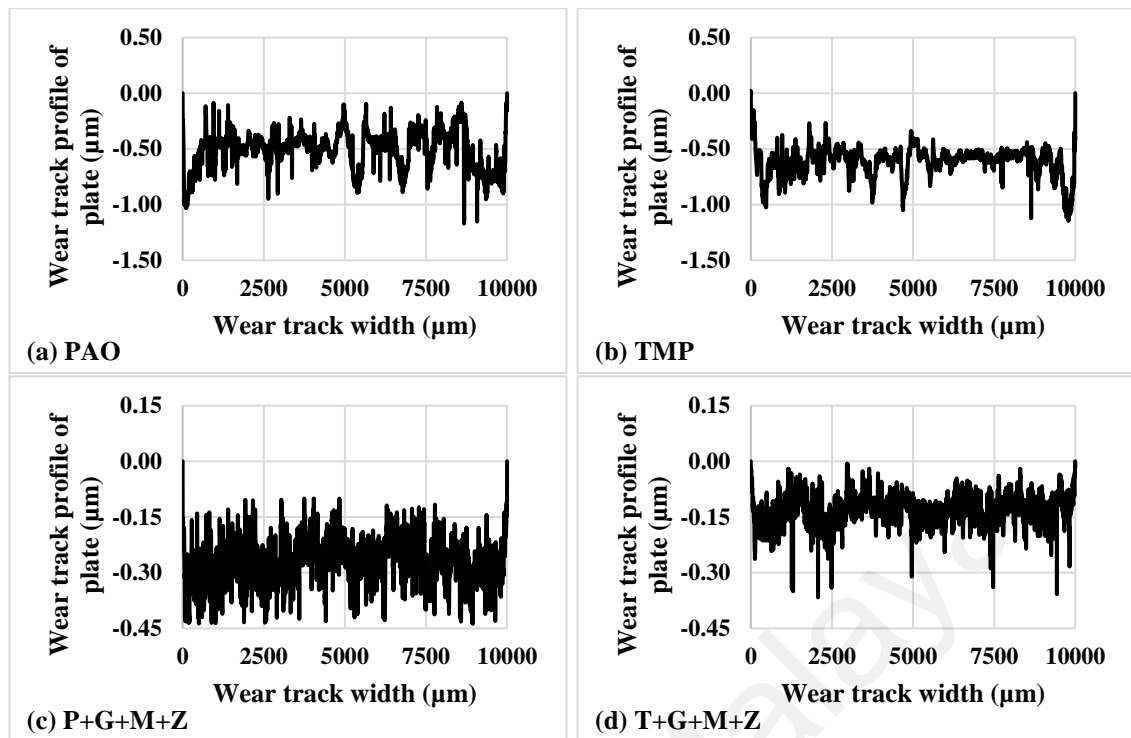 Wear track profile of
plate (µm)
0.50
0.00
-0.50
-1.00
-1.50
0 2500 5000 7500 10000
Wear track width (µm)
(a) PAO
Wear track profile of
plate (µm)
0.50
0.00
-0.50
-1.00
-1.50
0 2500 5000 7500 10000
Wear track width (µm)
(b) TMP
Wear track profile of
plate (µm)
0.15
0.00
-0.15
-0.30
-0.45
0 2500 5000 7500 10000
Wear track width (µm)
(c) P+G+M+Z
Wear track profile of
plate (µm)
0.15
0.00
-0.15
-0.30
-0.45
0 2500 5000 7500 10000
Wear track width (µm)
(d) T+G+M+Z